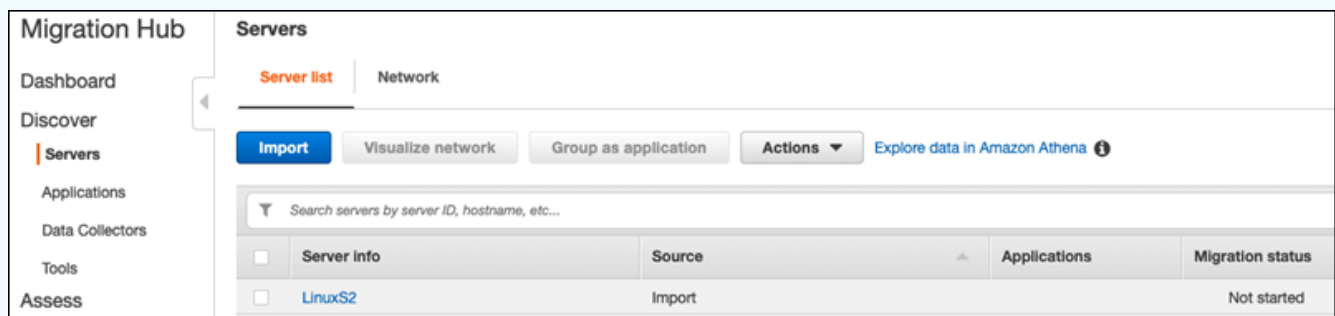 Migration Hub
Dashboard
Discover
Servers
Applications
Data Collectors
Tools
Assess
Servers
Server list Network
Import Visualize network Group as application Actions Explore data in Amazon Athena
Search servers by server ID, hostname, etc...
Server info Source Applications Migration status
LinuxS2 Import Not started